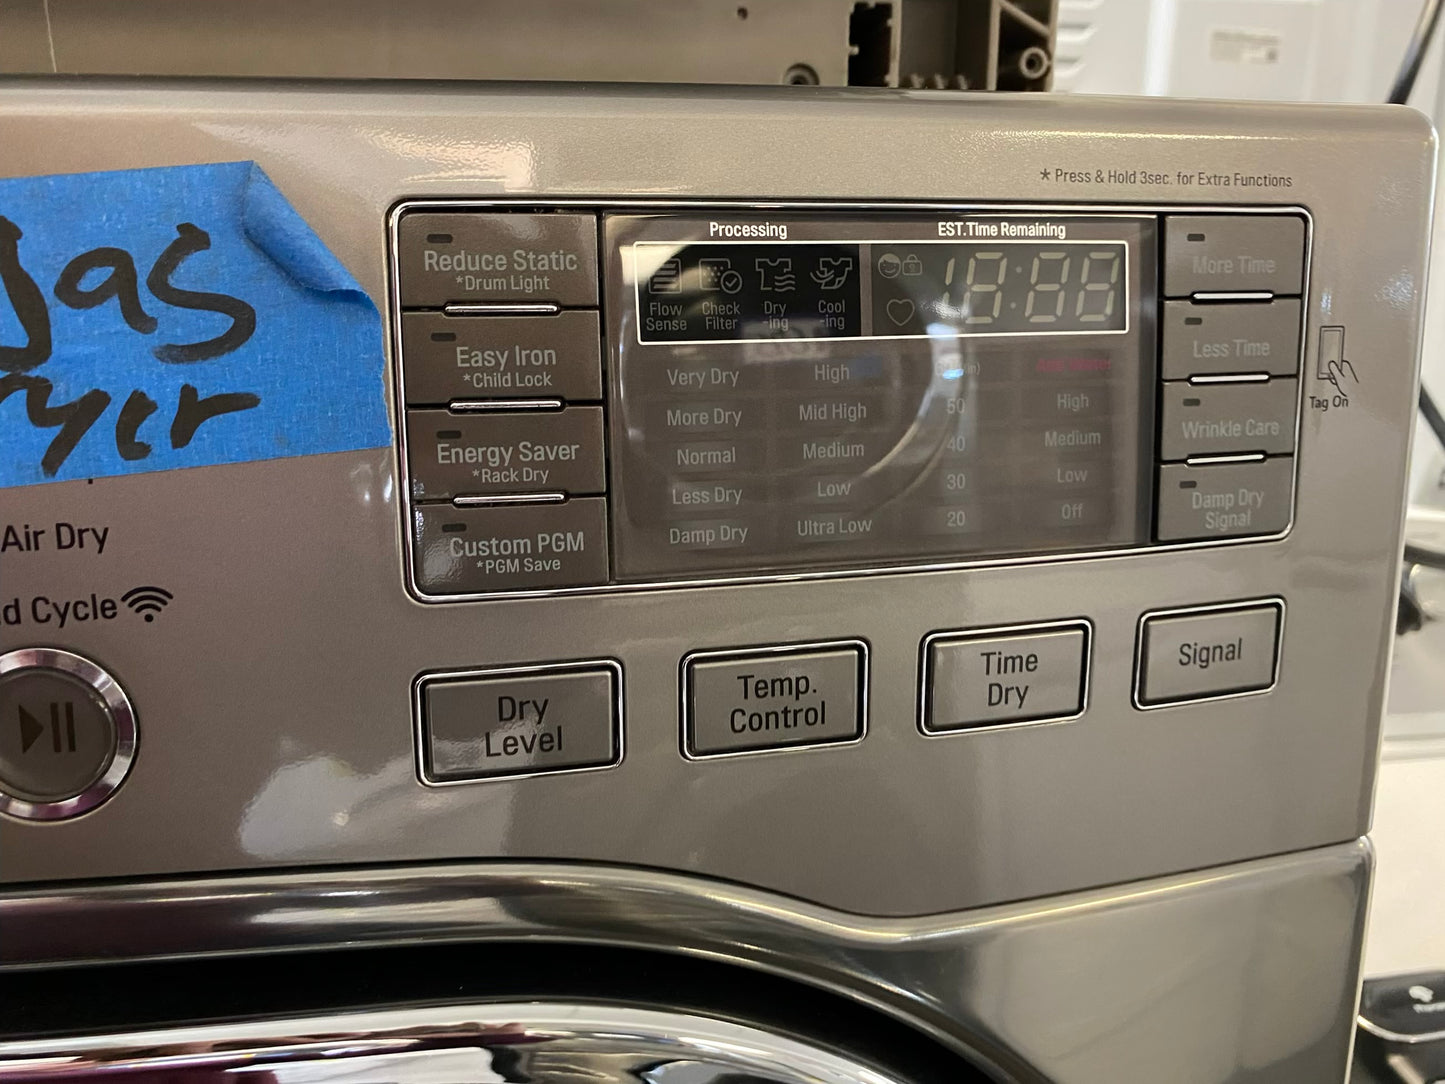 * Press & Hold 3sec. for Extra Functions
gas
ryer
Air Dry
d Cycle
Reduce Static
*Drum Light
Easy Iron
*Child Lock
Energy Saver
*Rack Dry
Custom PGM
*PGM Save
Processing
EST.Time Remaining
Flow
Sense
Check
Filter
Dry
-ing
Cool
-ing
18:88
Very Dry
More Dry
Normal
Less Dry
Damp Dry
High
Mid High
Medium
Low
Ultra Low
50
40
30
20
High
Medium
Low
Off
More Time
Less Time
Wrinkle Care
Damp Dry
Signal
Tag On
Dry
Level
Temp.
Control
Time
Dry
Signal